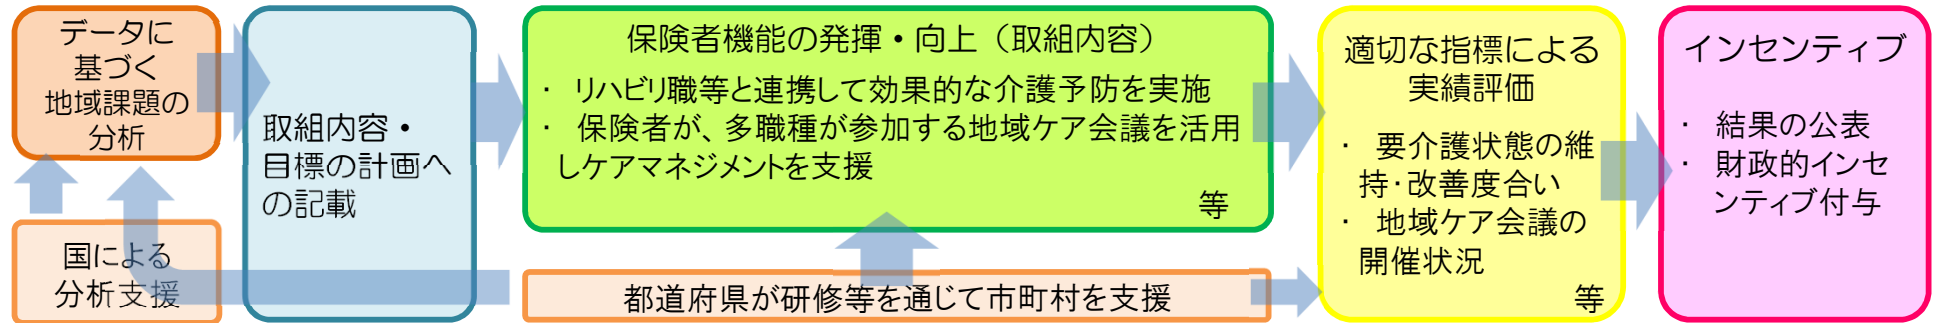 データに
基づく
地域課題の
分析
国による
分析支援
取組内容・
目標の計画へ
の記載
保険者機能の発揮・向上（取組内容）
・ リハビリ職等と連携して効果的な介護予防を実施
・ 保険者が、多職種が参加する地域ケア会議を活用
しケアマネジメントを支援
等
都道府県が研修等を通じて市町村を支援
適切な指標による
実績評価
・ 要介護状態の維
持・改善度合い
・ 地域ケア会議の
開催状況
等
インセンティブ
・ 結果の公表
・ 財政的インセ
ンティブ付与